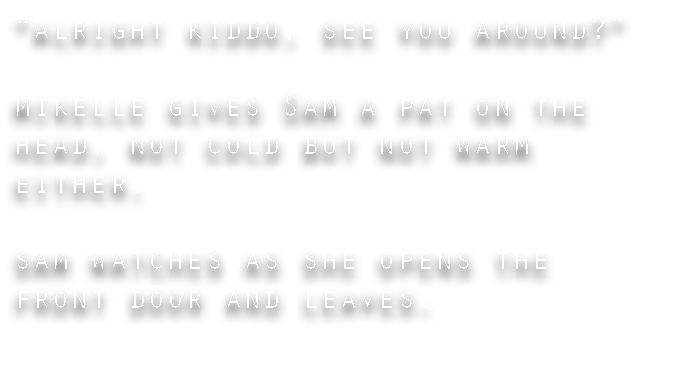 "ALRIGHT KIDDO, SEE YOU AROUND?"
MIKELLE GIVES SAM A PAT ON THE
HEAD, NOT COLD BUT NOT WARM
EITHER.
SAM WATCHES AS SHE OPENS THE
FRONT DOOR AND LEAVES.